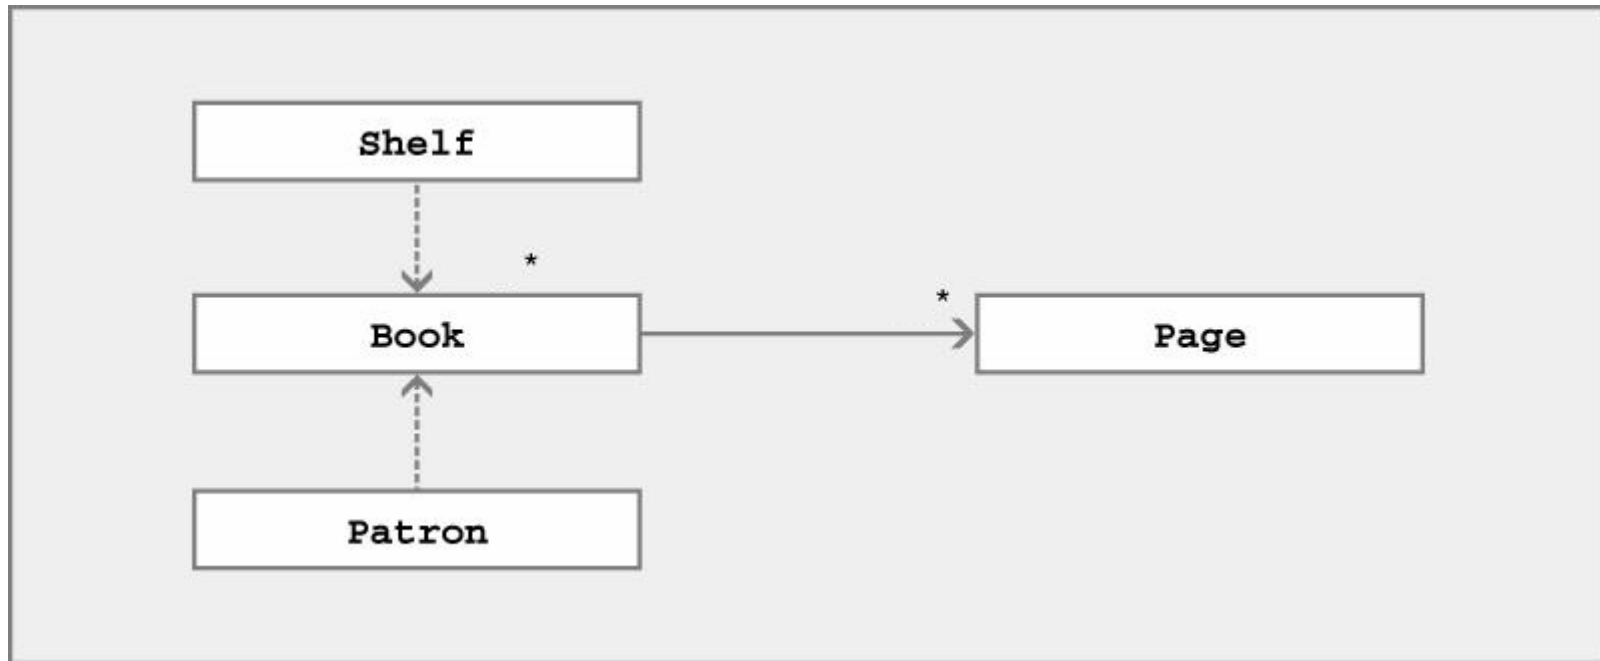 Shelf
*
*
Book
Page
Patron